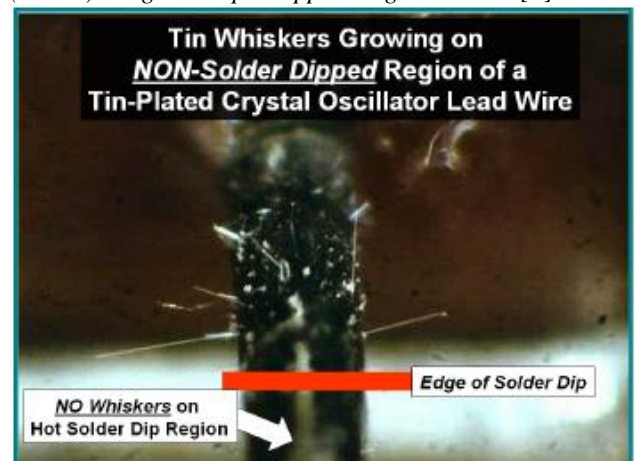 Tin Whiskers Growing on
NON-Solder Dipped Region of a
Tin-Plated Crystal Oscillator Lead Wire
Edge of Solder Dip
NO Whiskers on
Hot Solder Dip Region